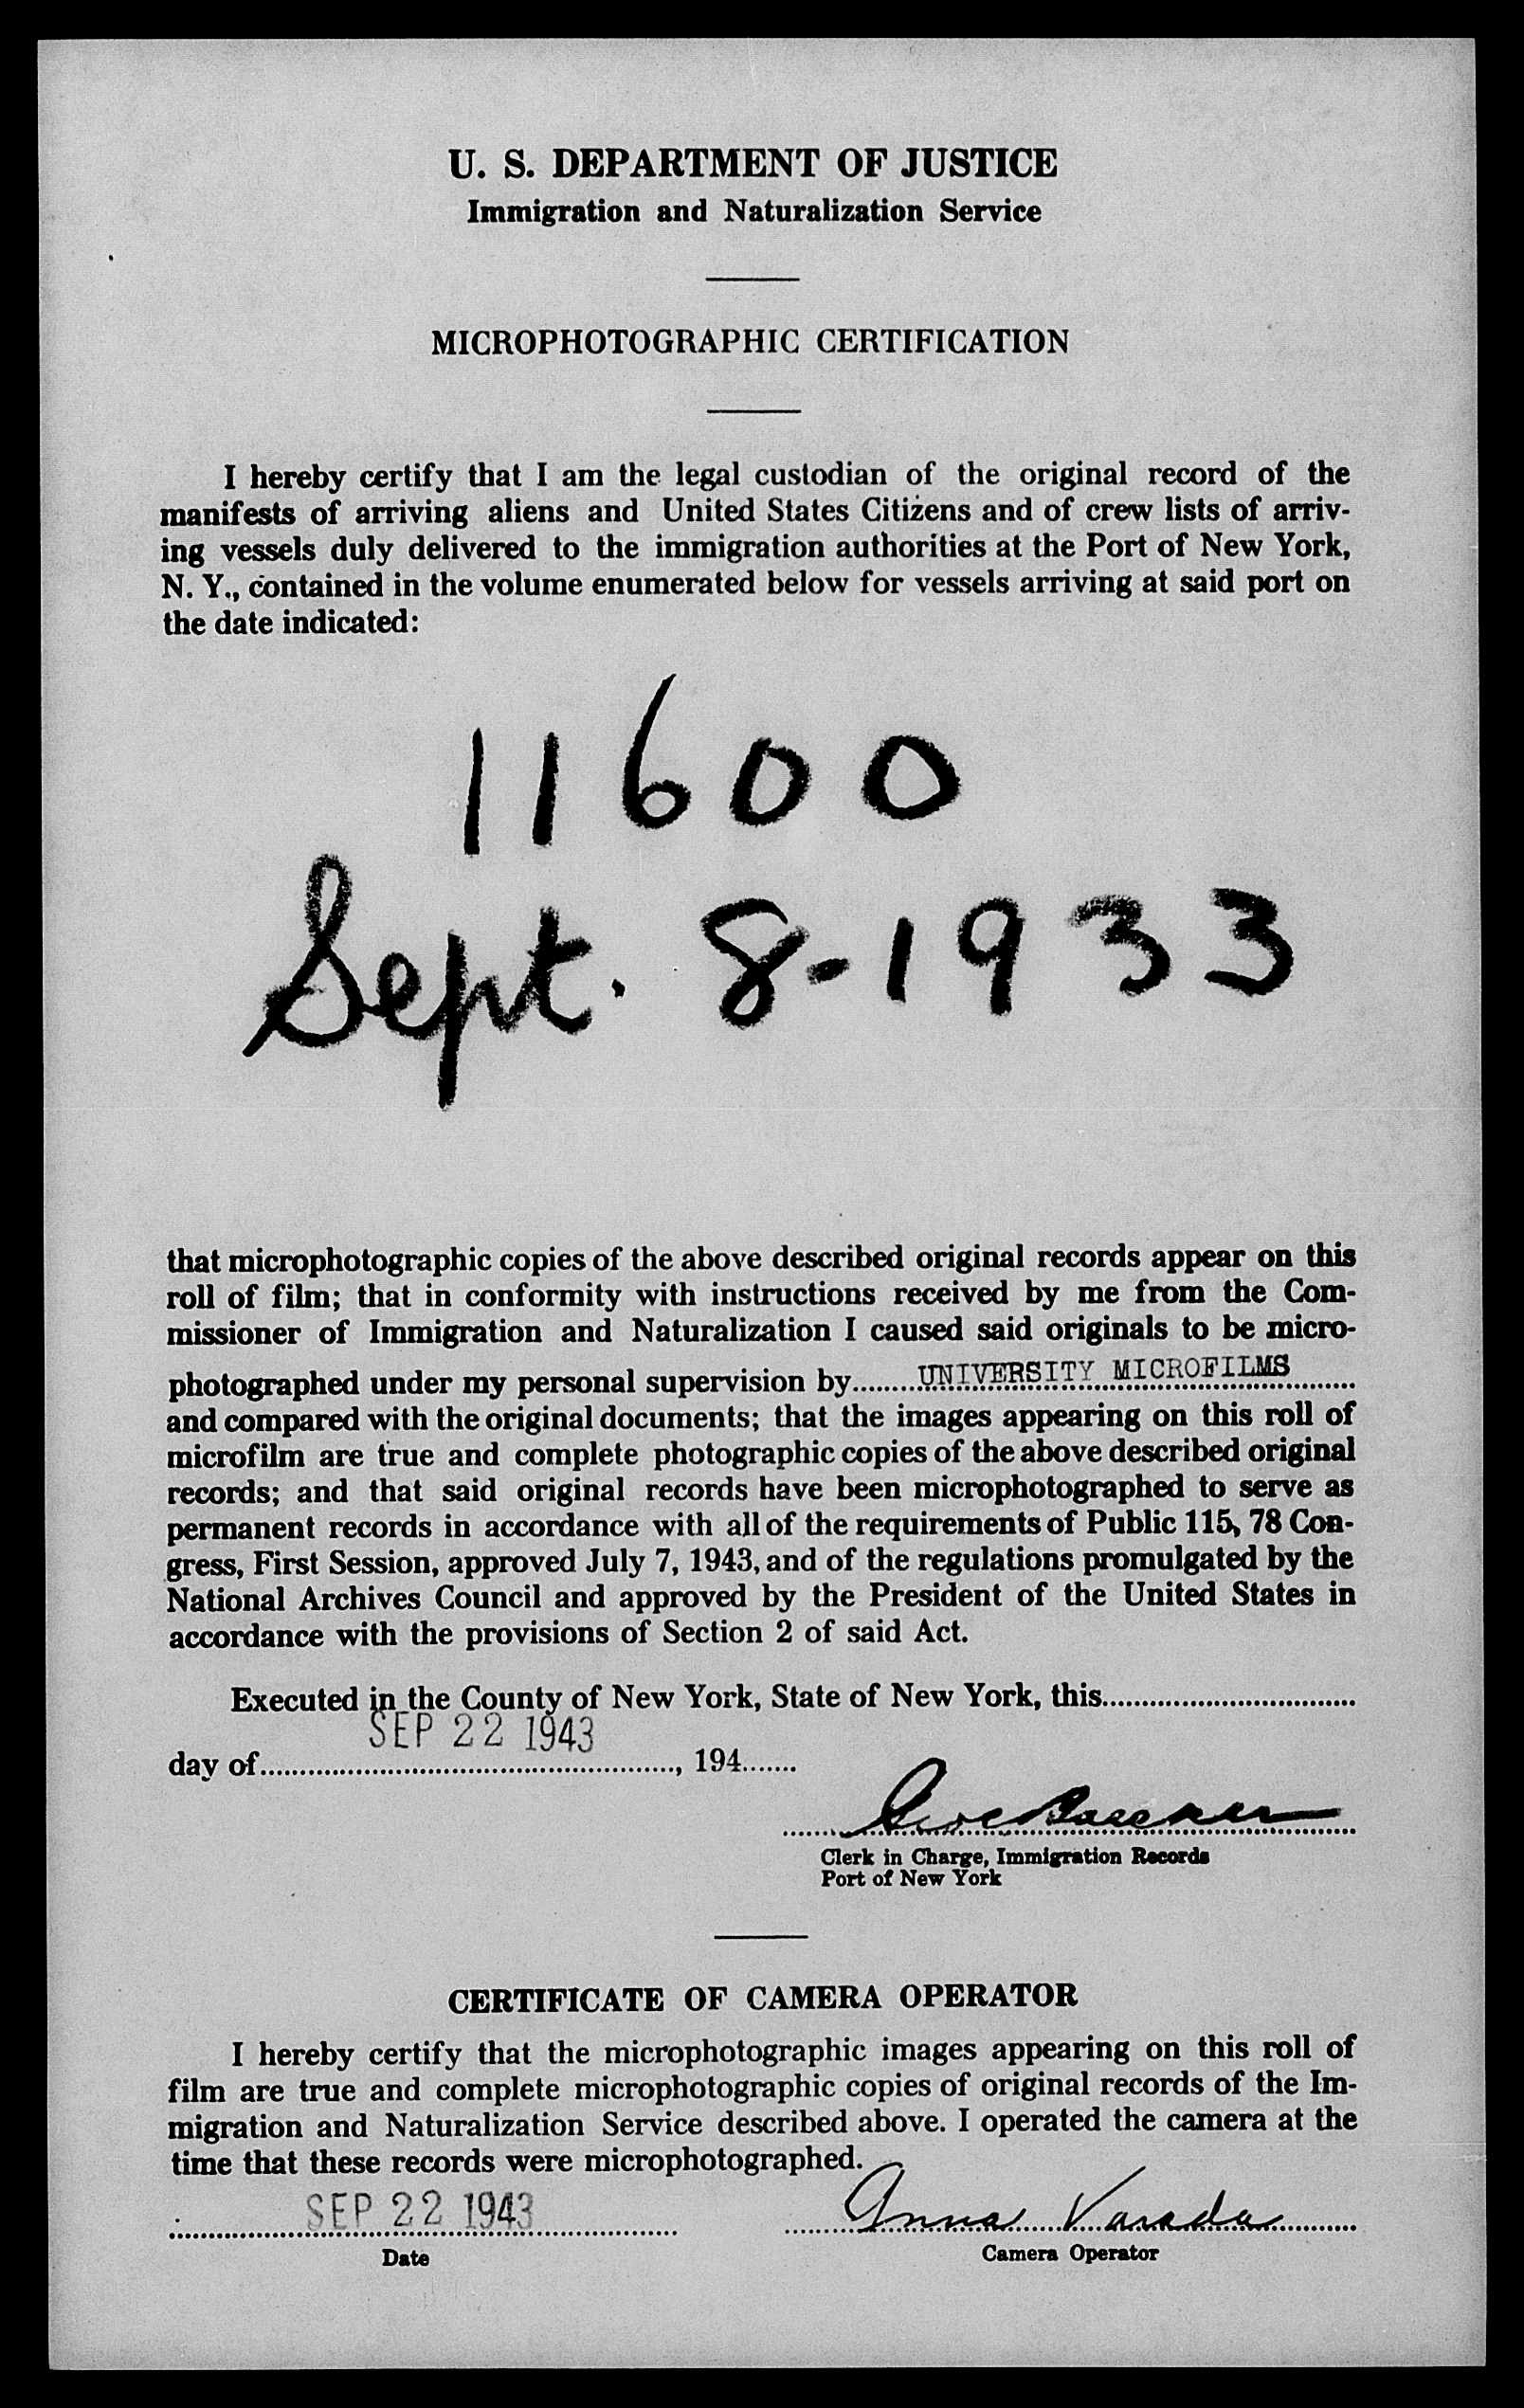 U. S. DEPARTMENT OF JUSTICE
Immigration and Naturalization Service
MICROPHOTOGRAPHIC CERTIFICATION
I hereby certify that I am the legal custodian of the original record of the
manifests of arriving aliens and United States Citizens and of crew lists of arriv-
ing vessels duly delivered to the immigration authorities at the Port of New York,
N. Y., contained in the volume enumerated below for vessels arriving at said port on
the date indicated:
11600
Sept. 8-1933
that microphotographic copies of the above described original records appear on this
roll of film; that in conformity with instructions received by me from the Com-
missioner of Immigration and Naturalization I caused said originals to be micro-
photographed under my personal supervision by........UNIVERSITY MICROFILMS
and compared with the original documents; that the images appearing on this roll of
microfilm are true and complete photographic copies of the above described original
records; and that said original records have been microphotographed to serve as
permanent records in accordance with all of the requirements of Public 115, 78 Con-
gress, First Session, approved July 7, 1943, and of the regulations promulgated by the
National Archives Council and approved by the President of the United States in
accordance with the provisions of Section 2 of said Act.
Executed in the County of New York, State of New York, this................................
SEP 22 1943
day of...................................................., 194.......
Clerk in Charge, Immigration Records
Port of New York
CERTIFICATE OF CAMERA OPERATOR
I hereby certify that the microphotographic images appearing on this roll of
film are true and complete microphotographic copies of original records of the Im-
migration and Naturalization Service described above. I operated the camera at the
time that these records were microphotographed.
SEP 22 1943 Anna Varada
Date Camera Operator